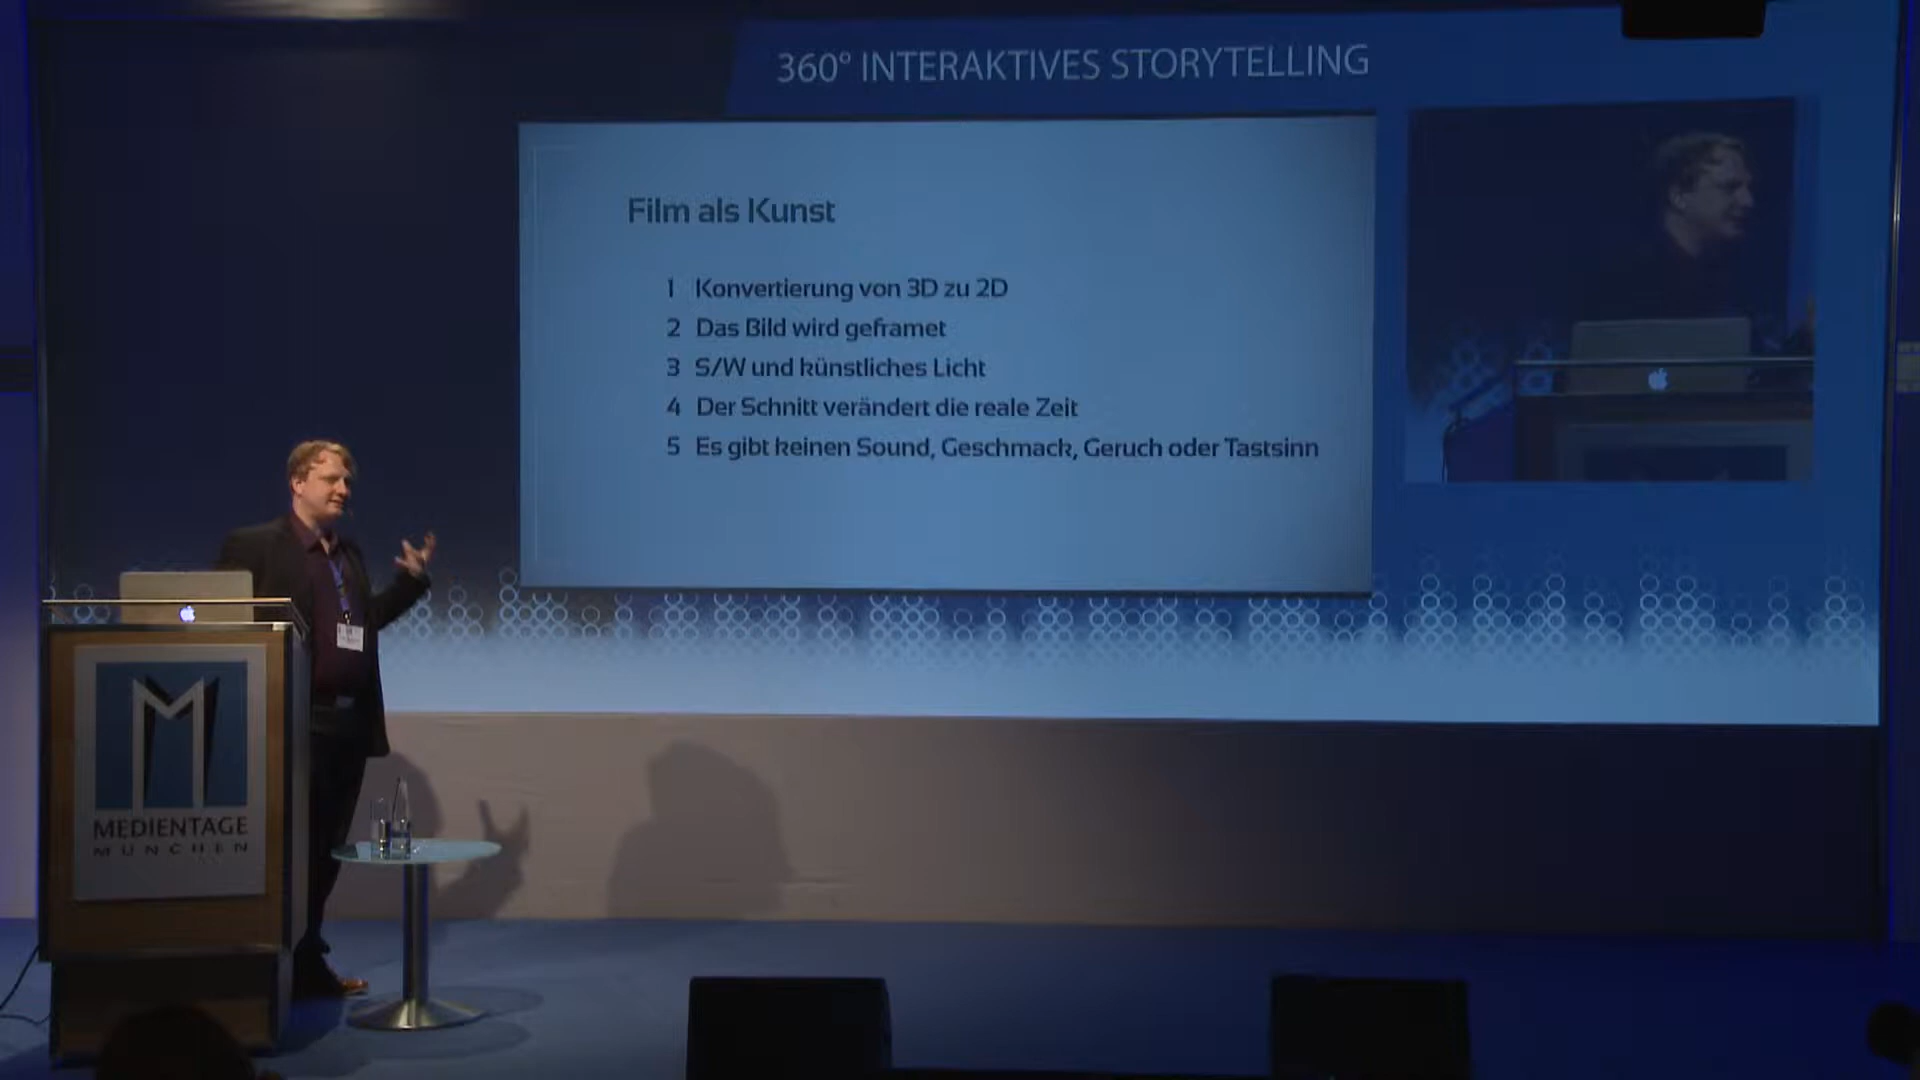 360° INTERAKTIVES STORYTELLING
Film als Kunst
1 Konvertierung von 3D zu 2D
2 Das Bild wird geframet
3 S/W und künstliches Licht
4 Der Schnitt verändert die reale Zeit
5 Es gibt keinen Sound, Geschmack, Geruch oder Tastsinn
MEDIENTAGE
MÜNCHEN